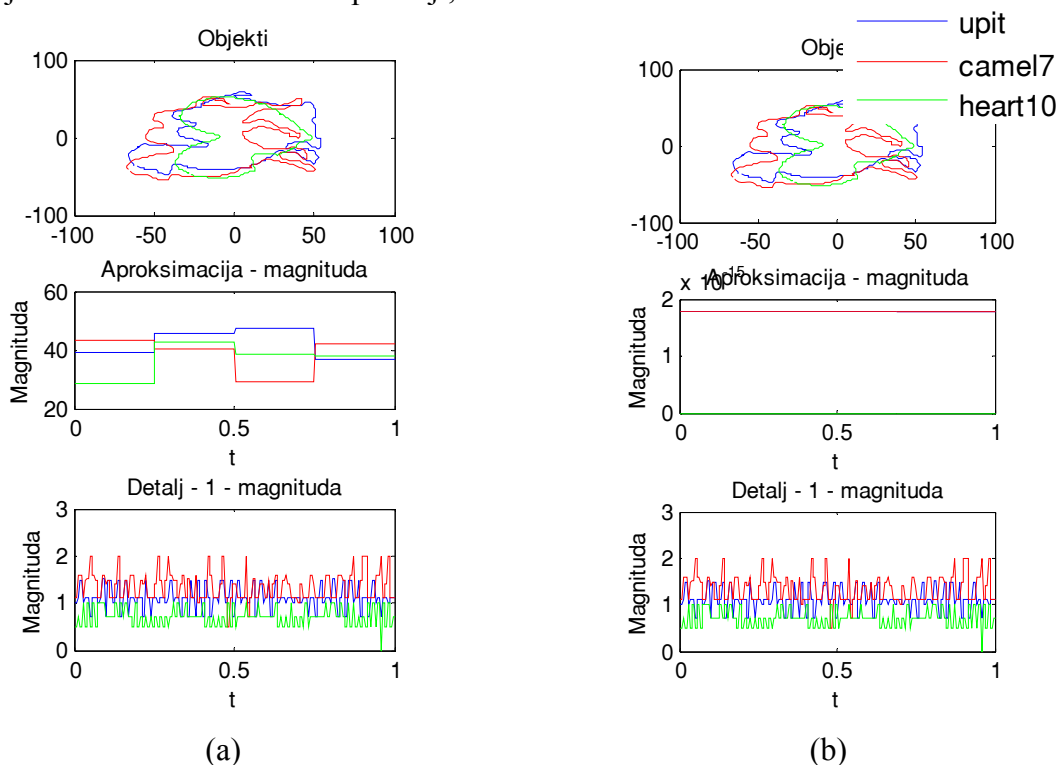 Objekti
100
0
-100
-100 -50 0 50 100
Aproksimacija - magnituda
60
40
20
Magnituda
0 0.5 1
t
Detalj - 1 - magnituda
3
2
1
0
Magnituda
0 0.5 1
t
(a)
upit
camel7
heart10
Obje
100
0
-100
-100 -50 0 50 100
x 10-15
Aproksimacija - magnituda
2
1
0
Magnituda
0 0.5 1
t
Detalj - 1 - magnituda
3
2
1
0
Magnituda
0 0.5 1
t
(b)